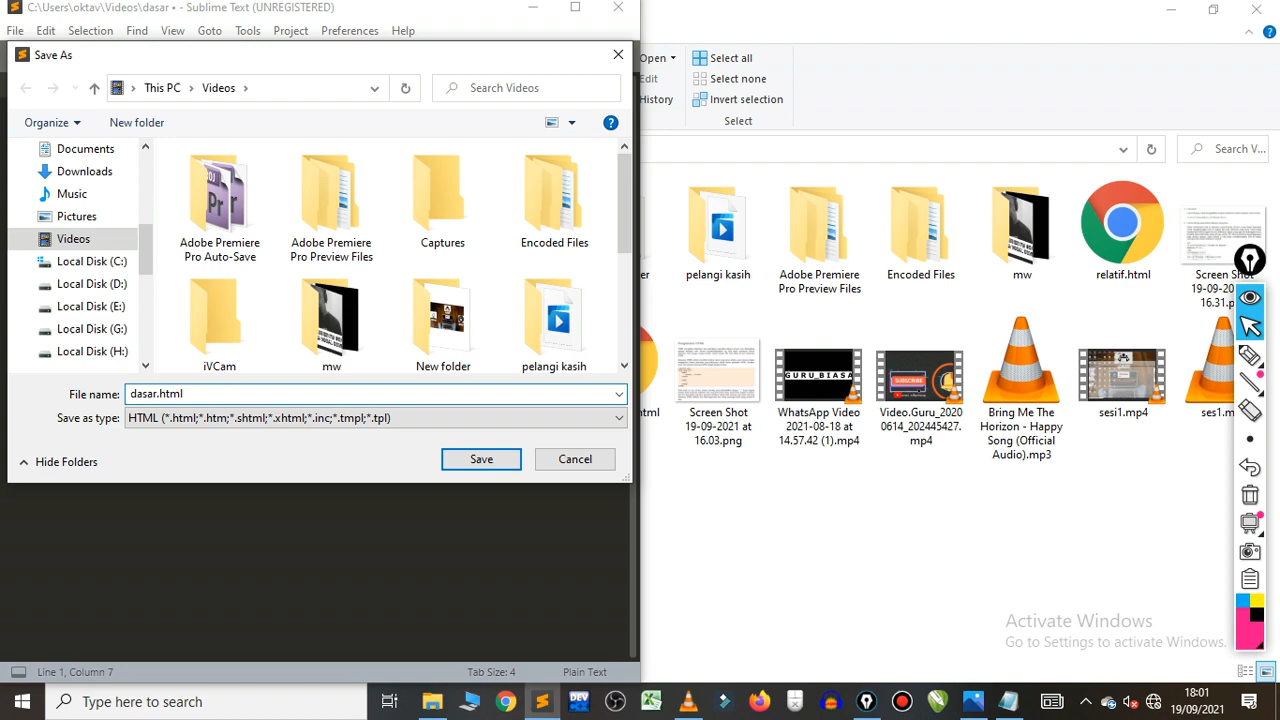 C:\Users\oktav\Videos\dasar • - Sublime Text (UNREGISTERED)
File Edit Selection Find View Goto Tools Project Preferences Help
Save As
This PC > Videos >
Search Videos
Organize
New folder
Documents
Downloads
Music
Pictures
Videos
Local Disk (C:)
Local Disk (D:)
Local Disk (E:)
Local Disk (G:)
Local Disk (H:)
Adobe Premiere
Pro Auto-Save
Adobe Premiere
Pro Preview Files
Captures
Encoded Files
iVCam
mw
New folder
pelangi kasih
File name: dasar.html
Save as type: HTML (*.html;*.htm;*.shtml;*.xhtml;*.inc;*.tmpl;*.tpl)
Hide Folders
Save
Cancel
Line 1, Column 7
Tab Size: 4
Plain Text
Open
Edit
History
Select all
Select none
Invert selection
Select
Search V...
pelangi kasih
Adobe Premiere
Pro Preview Files
Encoded Files
mw
relatif.html
Screen Shot
19-09-20
16.31.p
Screen Shot
19-09-2021 at
16.03.png
GURU_BIASA
WhatsApp Video
2021-08-18 at
14.57.42 (1).mp4
SUBSCRIBE
Video.Guru_2020
0614_202445427.
mp4
Bring Me The
Horizon - Happy
Song (Official
Audio).mp3
sesi1.mp4
ses1.m
Activate Windows
Go to Settings to activate Windows.
Type here to search
DEV
18:01
19/09/2021